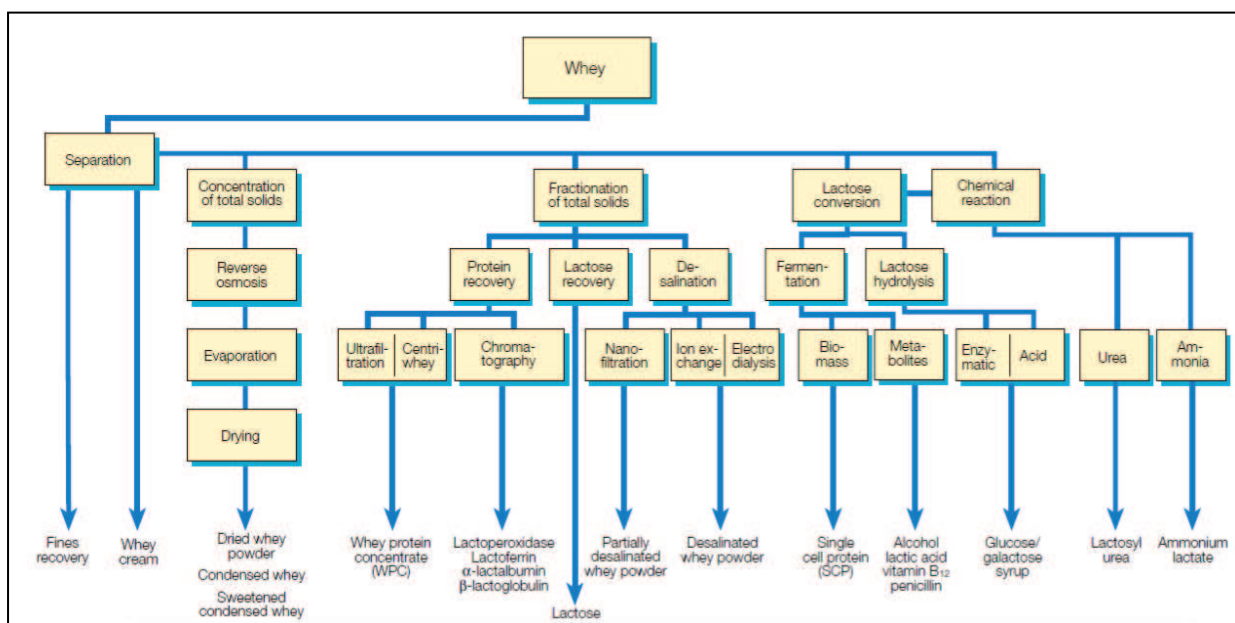 Whey
Separation
Concentration
of total solids
Fractionation
of total solids
Lactose
conversion
Chemical
reaction
Reverse
osmosis
Protein
recovery
Lactose
recovery
De-
salination
Fermen-
tation
Lactose
hydrolysis
Evaporation
Ultrafil-
tration
Centri-
whey
Chroma-
tography
Nano-
filtration
Ion ex-
change
Electro
dialysis
Bio-
mass
Met-
abolites
Enzy-
matic
Acid
Urea
Am-
monia
Drying
Fines
recovery
Whey
cream
Dried whey
powder
Condensed whey
Sweetened
condensed whey
Whey protein
concentrate
(WPC)
Lactoperoxidase
Lactoferrin
α-lactalbumin
β-lactoglobulin
Lactose
Partially
desalinated
whey powder
Desalinated
whey powder
Single
cell protein
(SCP)
Alcohol
lactic acid
vitamin B₁₂
penicillin
Glucose/
galactose
syrup
Lactosyl
urea
Ammonium
lactate